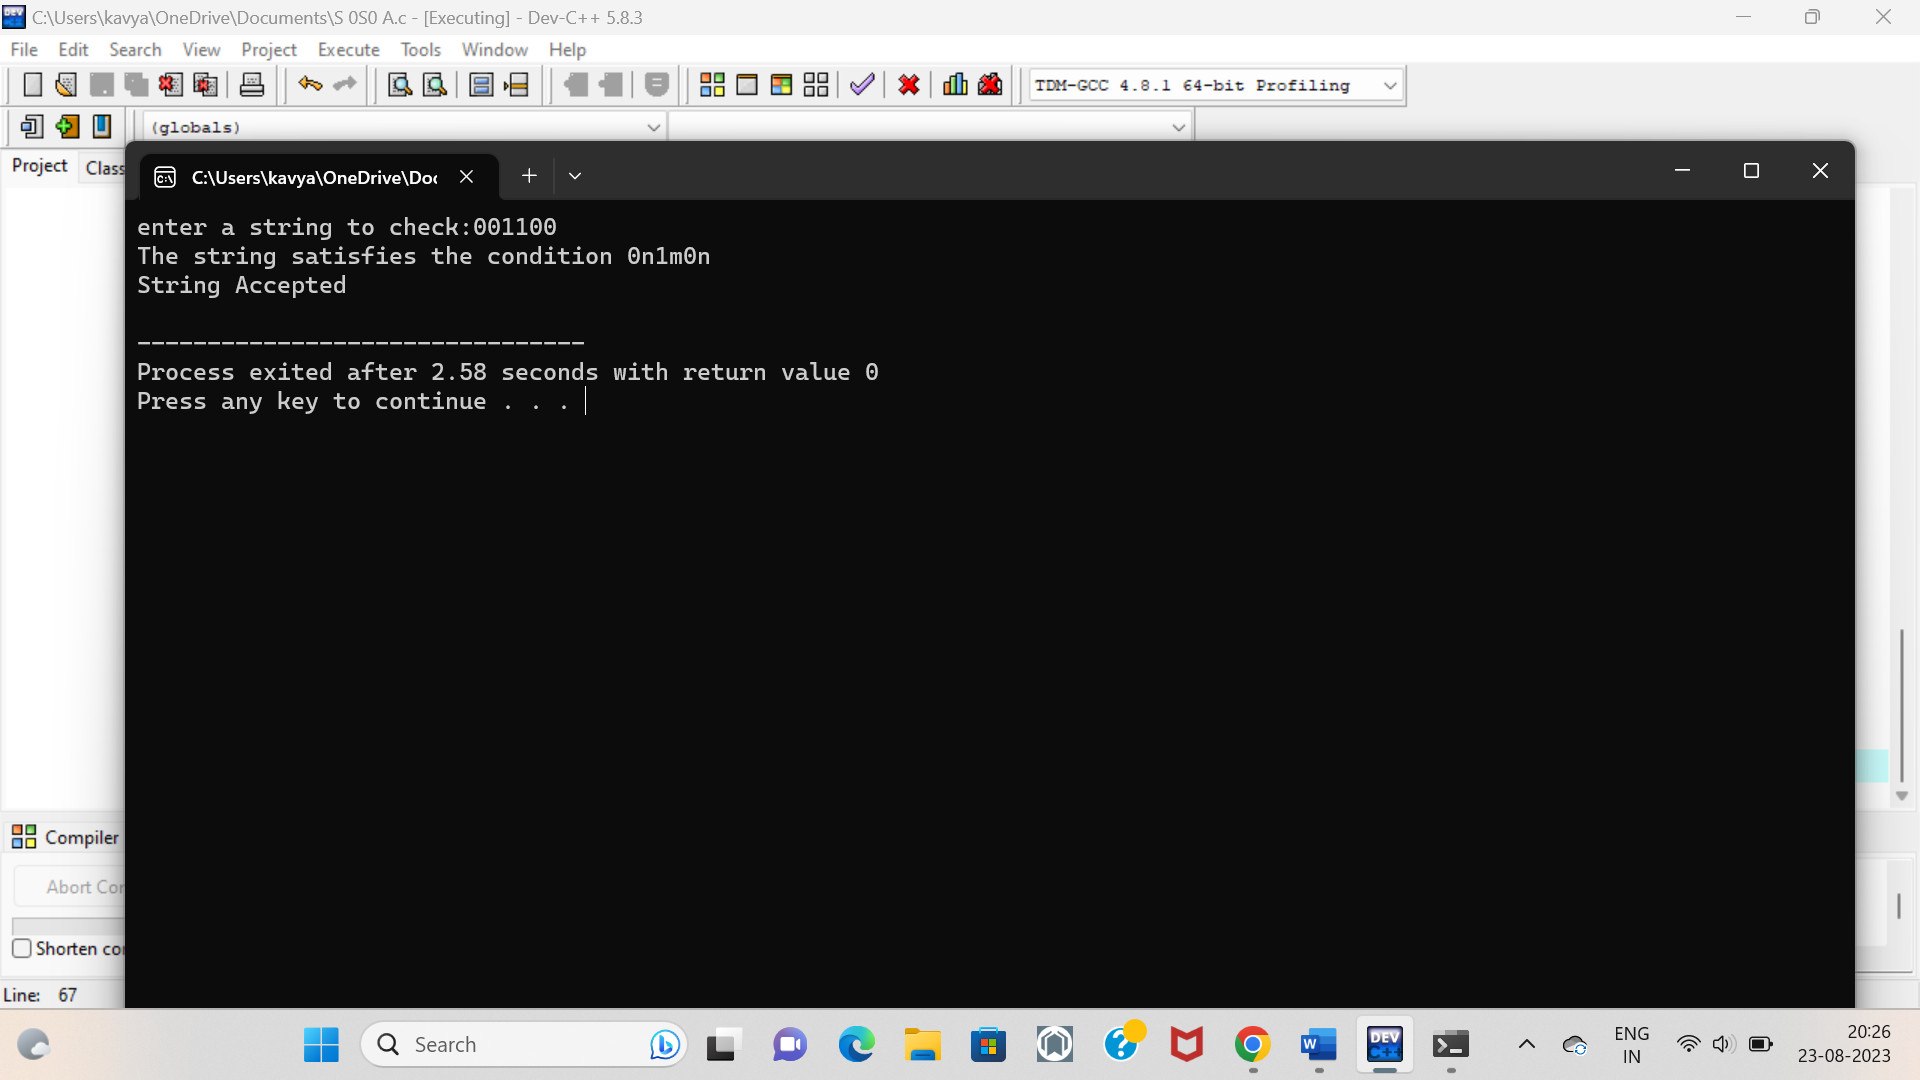 C:\Users\kavya\OneDrive\Documents\S 0S0 A.c - [Executing] - Dev-C++ 5.8.3
File Edit Search View Project Execute Tools Window Help
TDM-GCC 4.8.1 64-bit Profiling
(globals)
Project Class
C:\Users\kavya\OneDrive\Doc
enter a string to check:001100
The string satisfies the condition 0n1m0n
String Accepted
--------------------------------
Process exited after 2.58 seconds with return value 0
Press any key to continue . . .
Compiler
Abort Con
Shorten con
Line: 67
Search
DEV C++
ENG
IN
20:26
23-08-2023